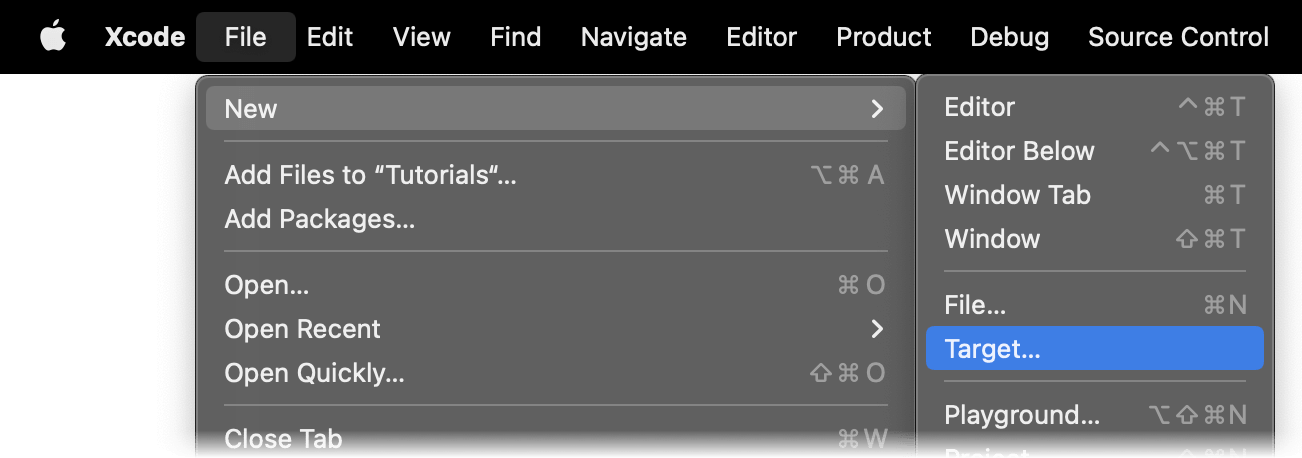 Xcode File Edit View Find Navigate Editor Product Debug Source Control
New
Add Files to “Tutorials“... ⌥⌘A
Add Packages...
Open... ⌘O
Open Recent
Open Quickly... ⇧⌘O
Close Tab ⌘W
Editor ^⌘T
Editor Below ^⌥⌘T
Window Tab ⌘T
Window ⇧⌘T
File... ⌘N
Target...
Playground... ⌥⇧⌘N
Project